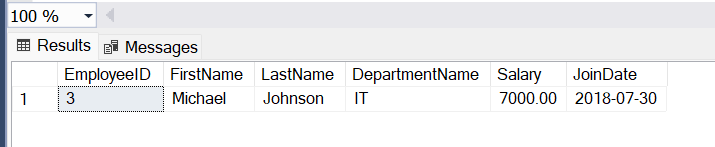 100 %
Results Messages
EmployeeID FirstName LastName DepartmentName Salary JoinDate
1 3 Michael Johnson IT 7000.00 2018-07-30